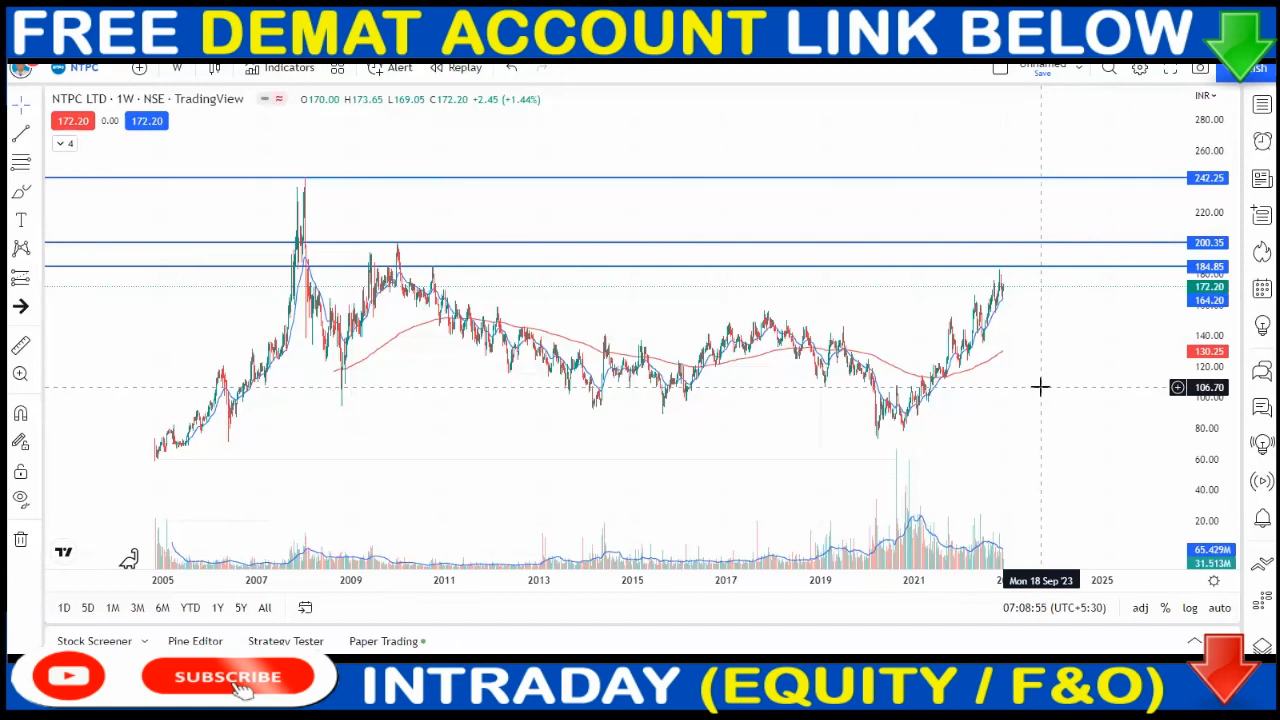 FREE DEMAT ACCOUNT LINK BELOW
NTPC
W
Indicators
Alert
Replay
Save
NTPC LTD · 1W · NSE · TradingView
O170.00 H173.65 L169.05 C172.20 +2.45 (+1.44%)
INR
172.20 0.00 172.20
4
280.00
260.00
242.25
220.00
200.35
184.85
180.00
172.20
164.20
140.00
130.25
120.00
106.70
100.00
80.00
60.00
40.00
20.00
65.429M
31.513M
2005 2007 2009 2011 2013 2015 2017 2019 2021 Mon 18 Sep '23 2025
1D 5D 1M 3M 6M YTD 1Y 5Y All
07:08:55 (UTC+5:30) adj % log auto
Stock Screener Pine Editor Strategy Tester Paper Trading
SUBSCRIBE
INTRADAY (EQUITY / F&O)